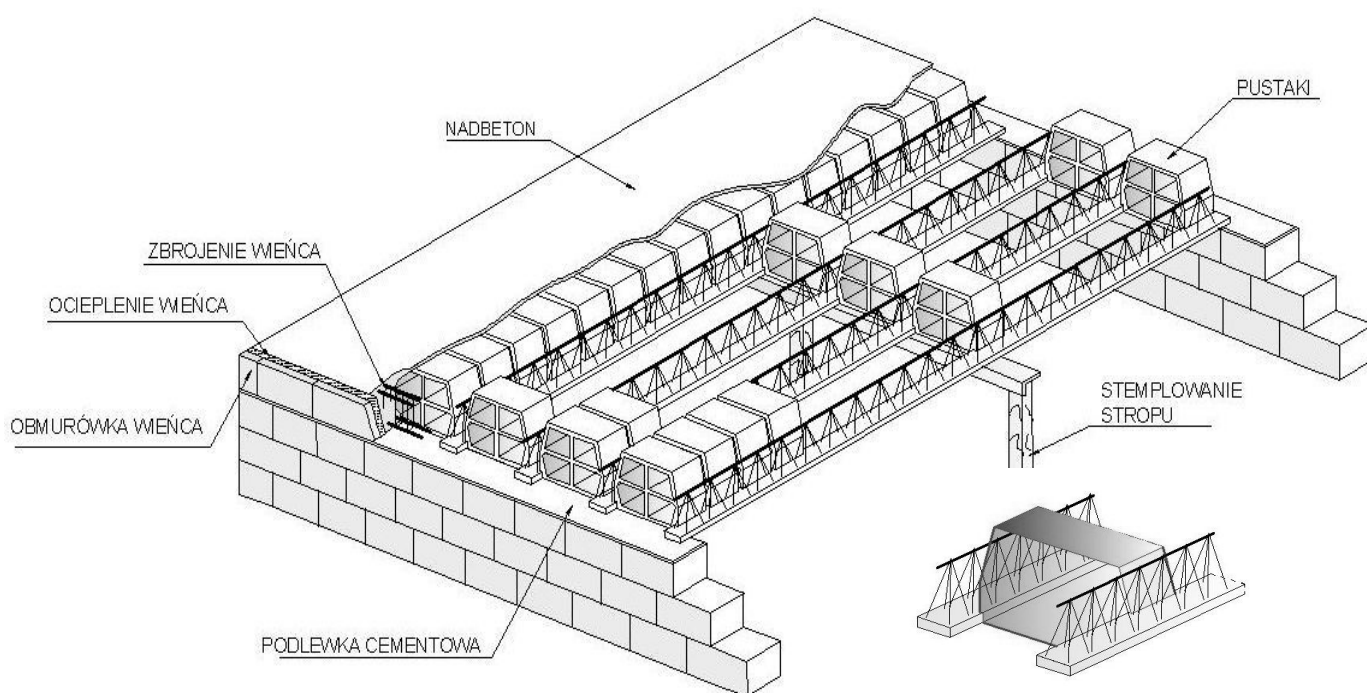 PUSTAKI
NADBETON
ZBROJENIE WIEŃCA
OCIEPLENIE WIEŃCA
OBMURÓWKA WIEŃCA
STEMPLOWANIE
STROPU
PODLEWKA CEMENTOWA